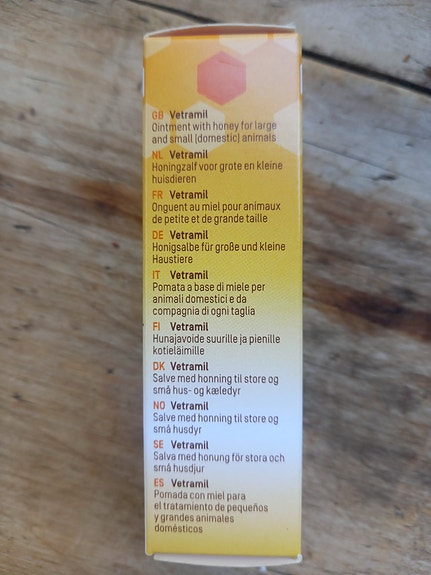 GB Vetramil
Ointment with honey for large
and small (domestic) animals
NL Vetramil
Honingzalf voor grote en kleine
huisdieren
FR Vetramil
Onguent au miel pour animaux
de petite et de grande taille
DE Vetramil
Honigsalbe für große und kleine
Haustiere
IT Vetramil
Pomata a base di miele per
animali domestici e da
compagnia di ogni taglia
FI Vetramil
Hunajavoide suurille ja pienille
kotieläimille
DK Vetramil
Salve med honning til store og
små hus- og kæledyr
NO Vetramil
Salve med honning til store og
små husdyr
SE Vetramil
Salva med honung för stora och
små husdjur
ES Vetramil
Pomada con miel para
el tratamiento de pequeños
y grandes animales
domésticos